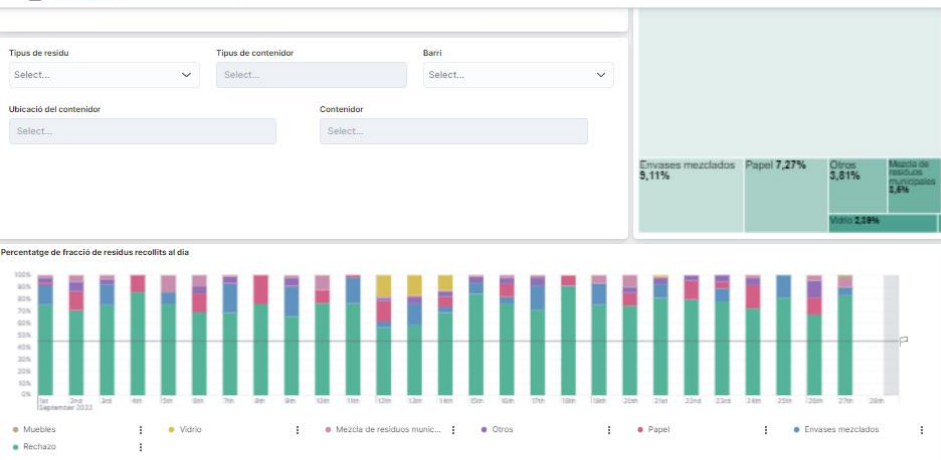 Tipus de residu
Select...
Tipus de contenidor
Select...
Barri
Select...
Ubicació del contenidor
Select...
Contenidor
Select...
Envases mezclados
9,11%
Papel 7,27%
Otros
3,81%
Mezcla de
residuos
municipales
Vidrio 2,28%
Percentatge de fracció de residus recollits al dia
100%
90%
80%
70%
60%
50%
40%
30%
20%
10%
0%
1st
2nd
3rd
4th
5th
6th
7th
8th
9th
10th
11th
12th
13th
14th
15th
16th
17th
18th
19th
20th
21st
22nd
23rd
24th
25th
26th
27th
28th
September 2022
Muebles
Vidrio
Mezcla de residuos munic...
Otros
Papel
Envases mezclados
Rechazo